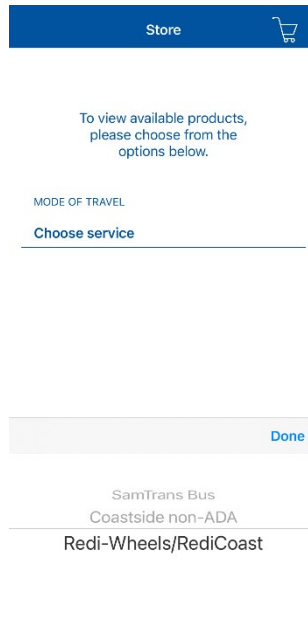 Store
To view available products,
please choose from the
options below.
MODE OF TRAVEL
Choose service
Done
SamTrans Bus
Coastside non-ADA
Redi-Wheels/RediCoast